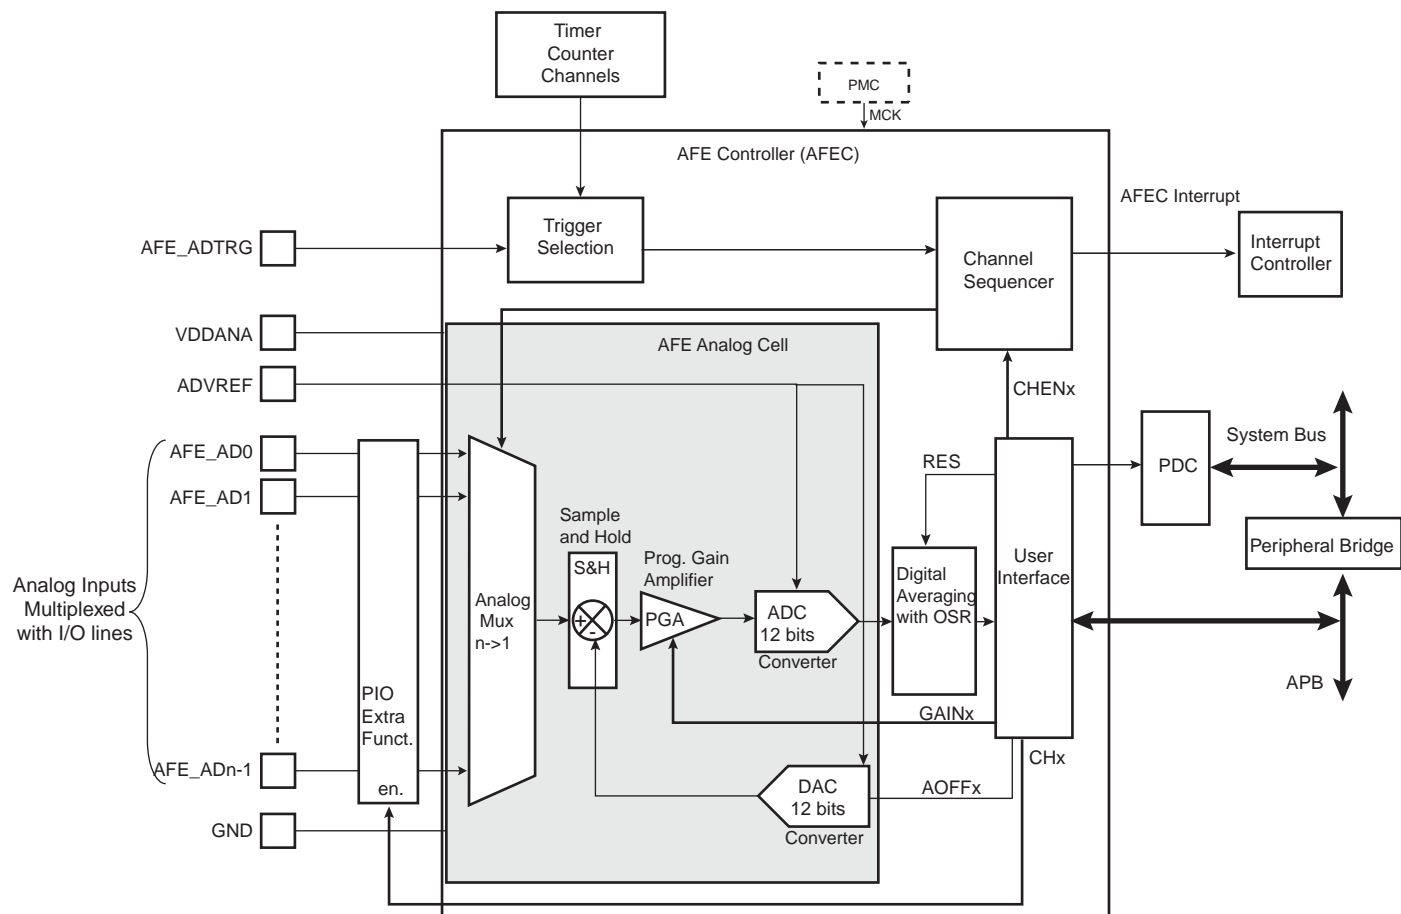 Timer
Counter
Channels
PMC
MCK
AFE Controller (AFEC)
AFEC Interrupt
AFE_ADTRG
Trigger
Selection
Channel
Sequencer
Interrupt
Controller
VDDANA
AFE Analog Cell
ADVREF
CHENx
AFE_AD0
RES
PDC
System Bus
AFE_AD1
Sample
and Hold
S&H
Prog. Gain
Amplifier
Digital
Averaging
with OSR
User
Interface
Peripheral Bridge
Analog Inputs
Multiplexed
with I/O lines
Analog
Mux
n->1
+
-
PGA
ADC
12 bits
Converter
PIO
Extra
Funct.
GAINx
APB
AFE_ADn-1
en.
CHx
DAC
12 bits
AOFFx
GND
Converter